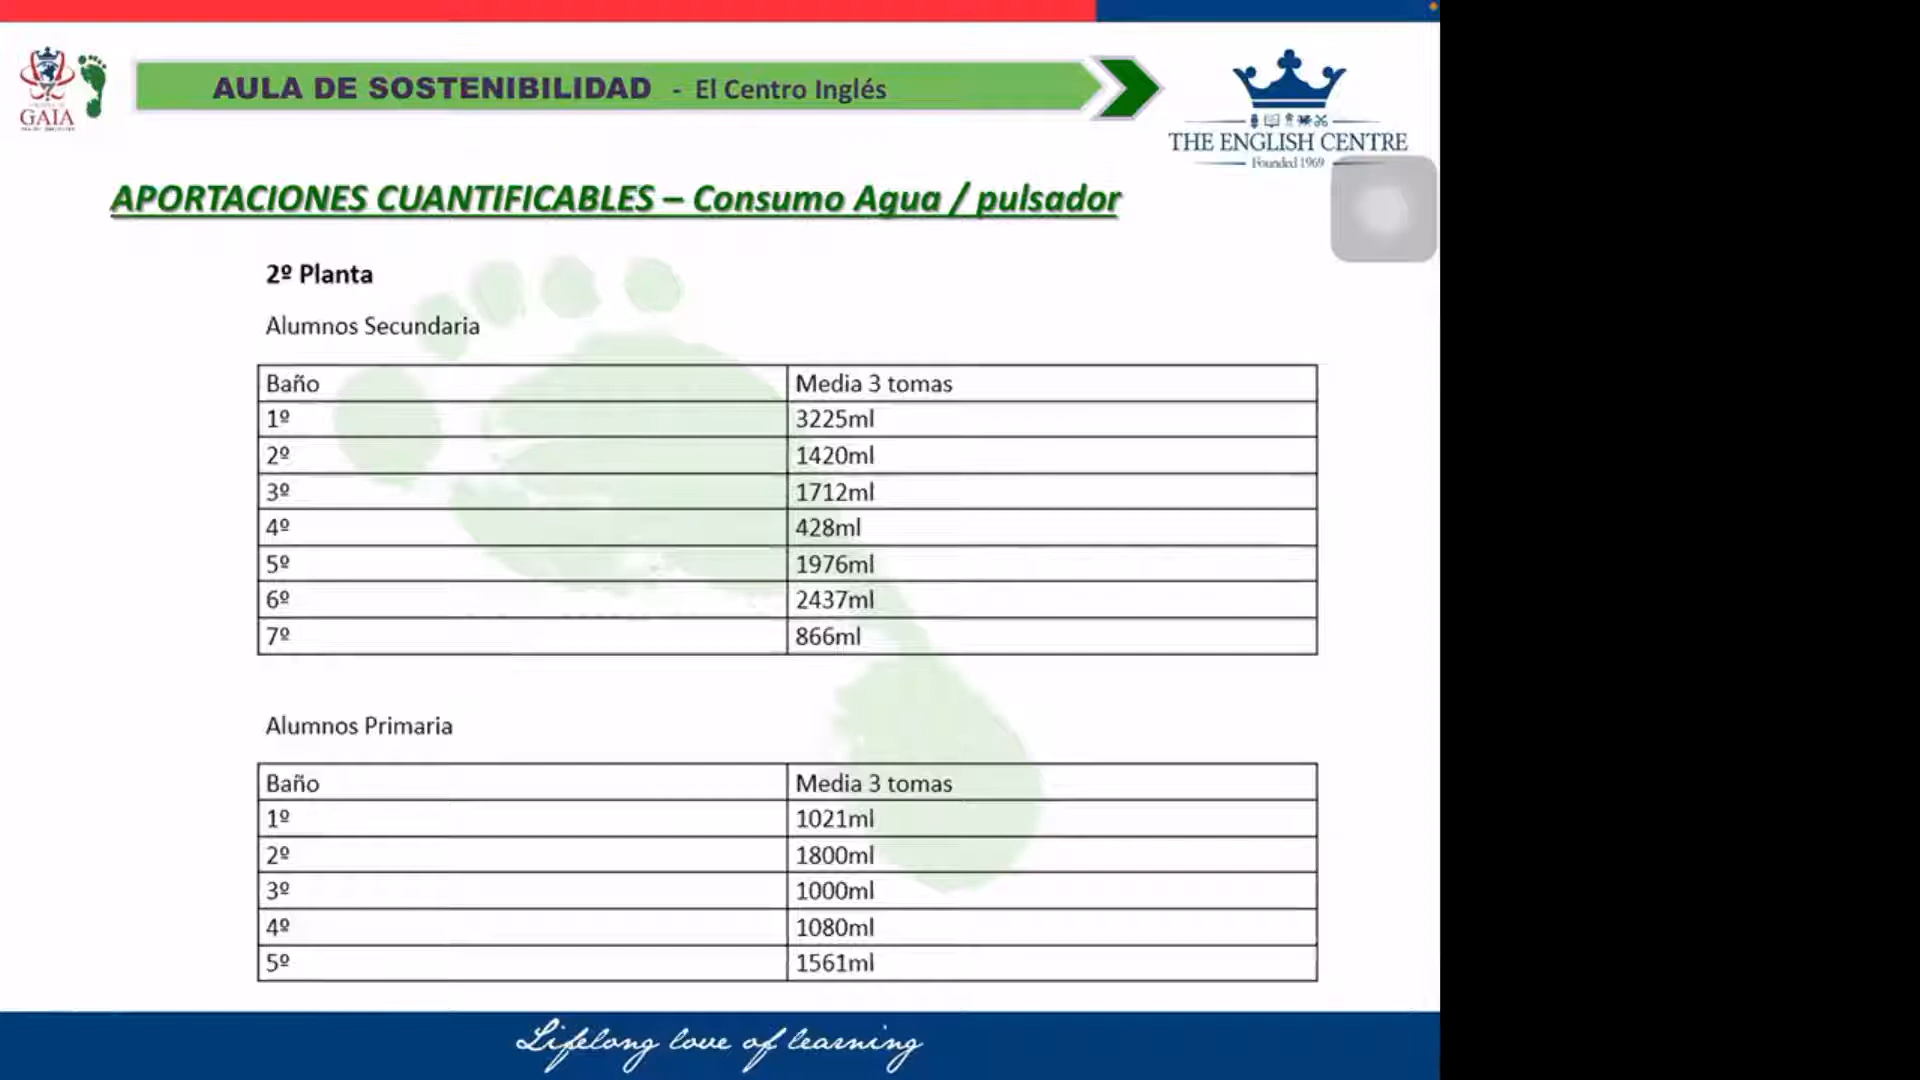 AULA DE SOSTENIBILIDAD - El Centro Inglés
GAIA
THE ENGLISH CENTRE
Founded 1969
APORTACIONES CUANTIFICABLES – Consumo Agua / pulsador
2º Planta
Alumnos Secundaria
Baño Media 3 tomas
1º 3225ml
2º 1420ml
3º 1712ml
4º 428ml
5º 1976ml
6º 2437ml
7º 866ml
Alumnos Primaria
Baño Media 3 tomas
1º 1021ml
2º 1800ml
3º 1000ml
4º 1080ml
5º 1561ml
Lifelong love of learning